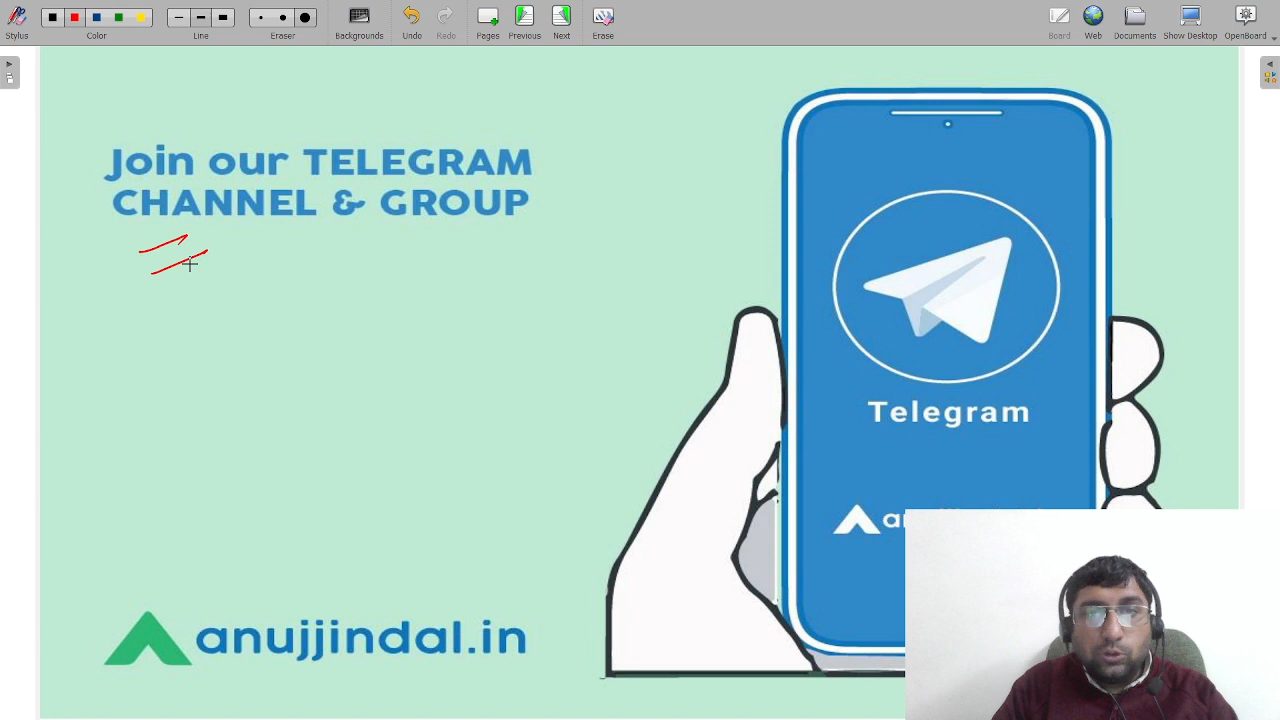 Stylus
Color
Line
Eraser
Backgrounds
Undo
Redo
Pages
Previous
Next
Erase
Board
Web
Documents
Show Desktop
OpenBoard
Join our TELEGRAM
CHANNEL & GROUP
Telegram
anujjindal.in